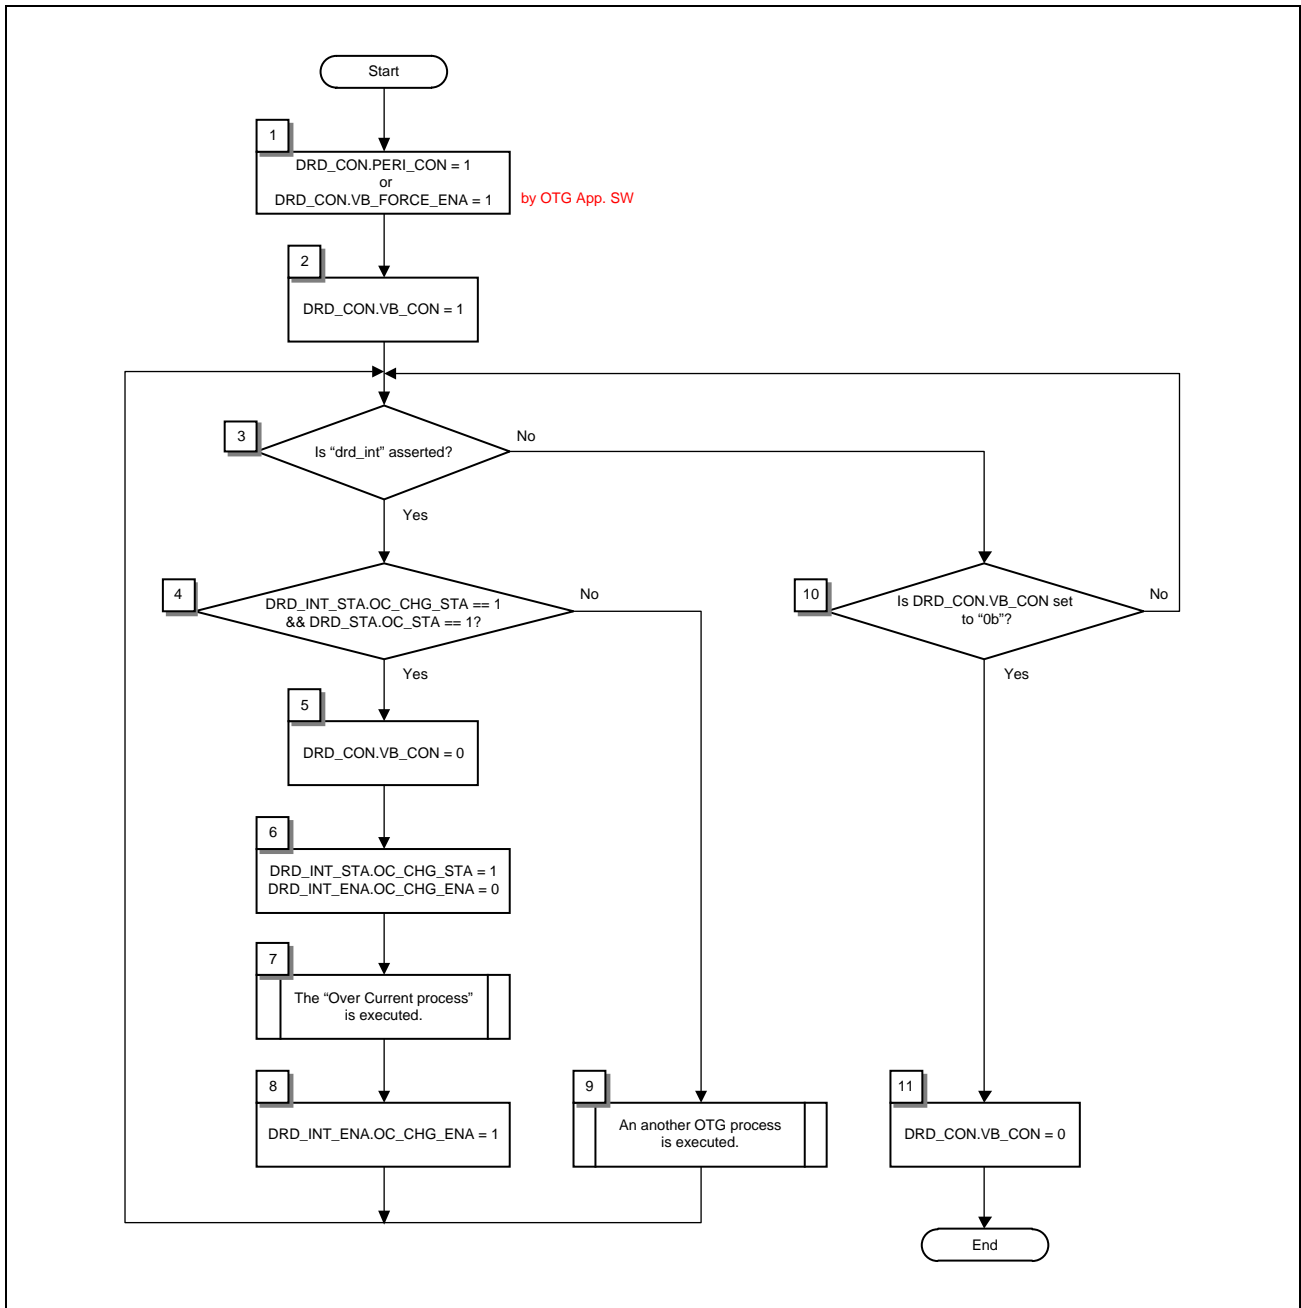 Start
1
DRD_CON.PERI_CON = 1
or
DRD_CON.VB_FORCE_ENA = 1
by OTG App. SW
2
DRD_CON.VB_CON = 1
3
Is “drd_int” asserted?
No
Yes
4
DRD_INT_STA.OC_CHG_STA == 1
&& DRD_STA.OC_STA == 1?
No
Yes
10
Is DRD_CON.VB_CON set
to “0b”?
No
Yes
5
DRD_CON.VB_CON = 0
6
DRD_INT_STA.OC_CHG_STA = 1
DRD_INT_ENA.OC_CHG_ENA = 0
7
The “Over Current process”
is executed.
8
DRD_INT_ENA.OC_CHG_ENA = 1
9
An another OTG process
is executed.
11
DRD_CON.VB_CON = 0
End